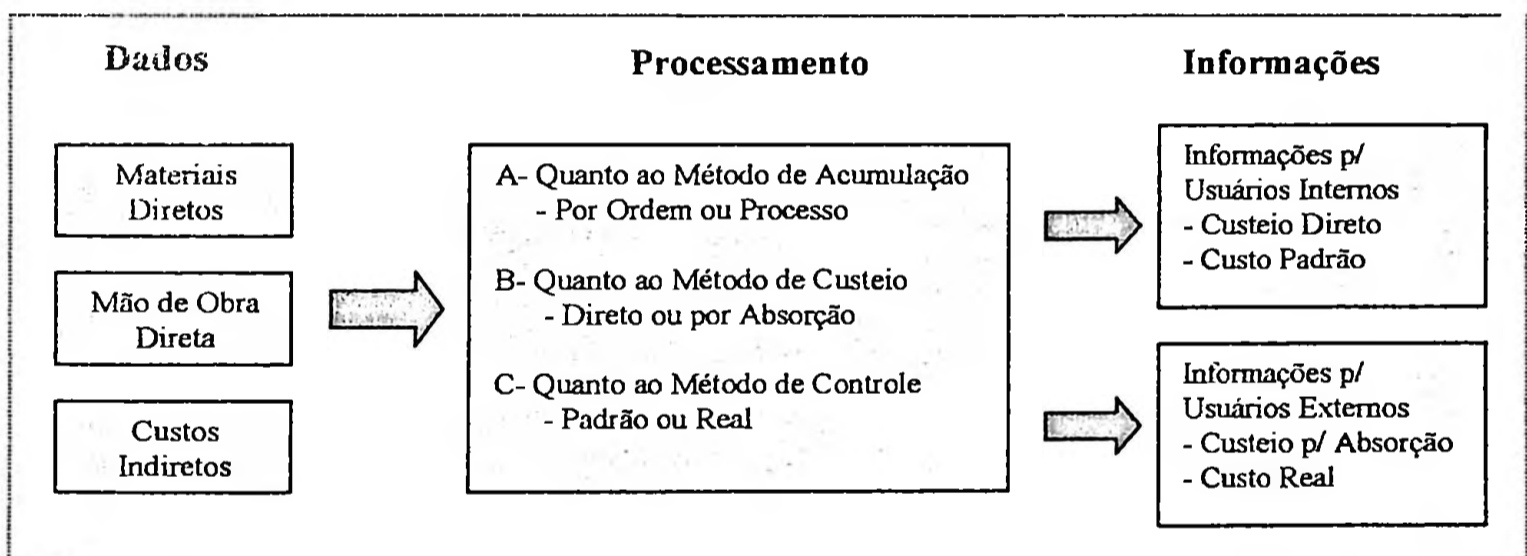 Dados
Processamento
Informações
Materiais
Diretos
Mão de Obra
Direta
Custos
Indiretos
A- Quanto ao Método de Acumulação
- Por Ordem ou Processo
B- Quanto ao Método de Custeio
- Direto ou por Absorção
C- Quanto ao Método de Controle
- Padrão ou Real
Informações p/
Usuários Internos
- Custeio Direto
- Custo Padrão
Informações p/
Usuários Externos
- Custeio p/ Absorção
- Custo Real